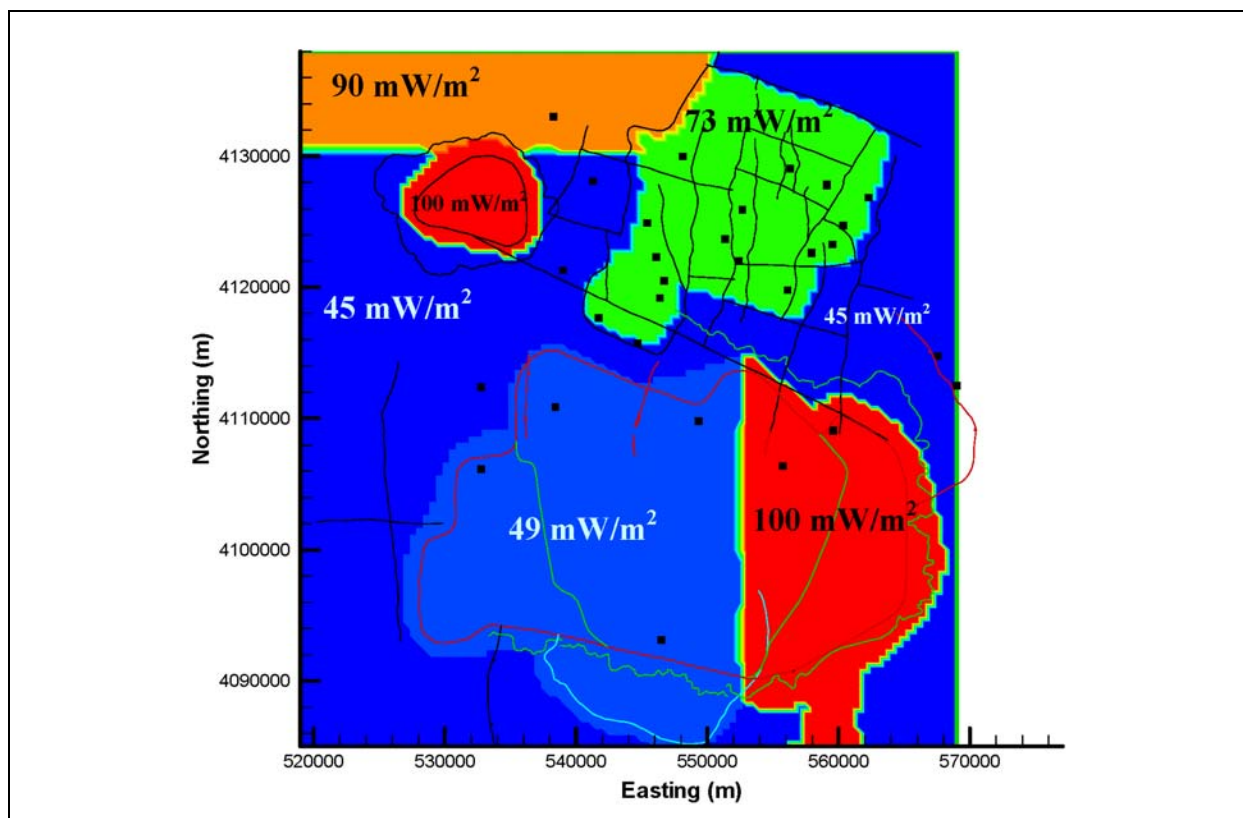 90 mW/m²
73 mW/m²
4130000
100 mW/m²
4120000
45 mW/m²
45 mW/m²
Northing (m)
4110000
49 mW/m²
100 mW/m²
4100000
4090000
520000 530000 540000 550000 560000 570000
Easting (m)